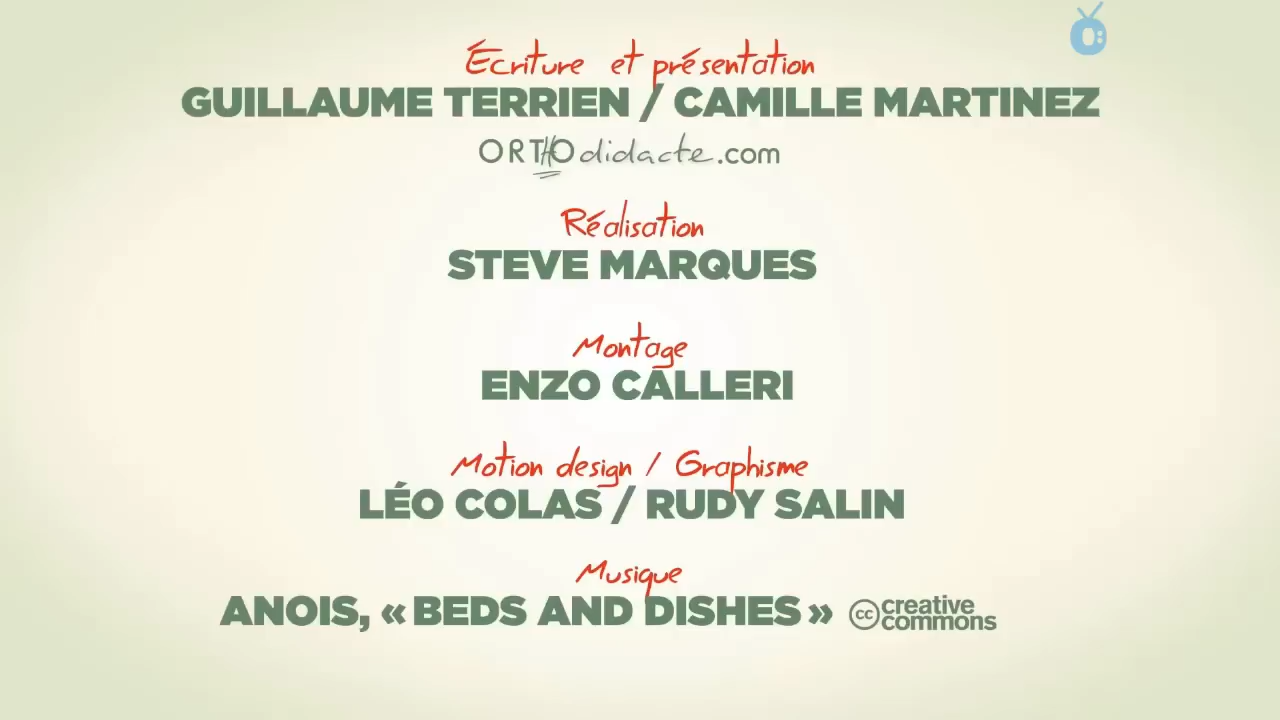 Écriture et présentation
GUILLAUME TERRIEN / CAMILLE MARTINEZ
ORTHOdidacte.com
Réalisation
STEVE MARQUES
Montage
ENZO CALLERI
Motion design / Graphisme
LÉO COLAS / RUDY SALIN
Musique
ANOIS, « BEDS AND DISHES » cc creative commons